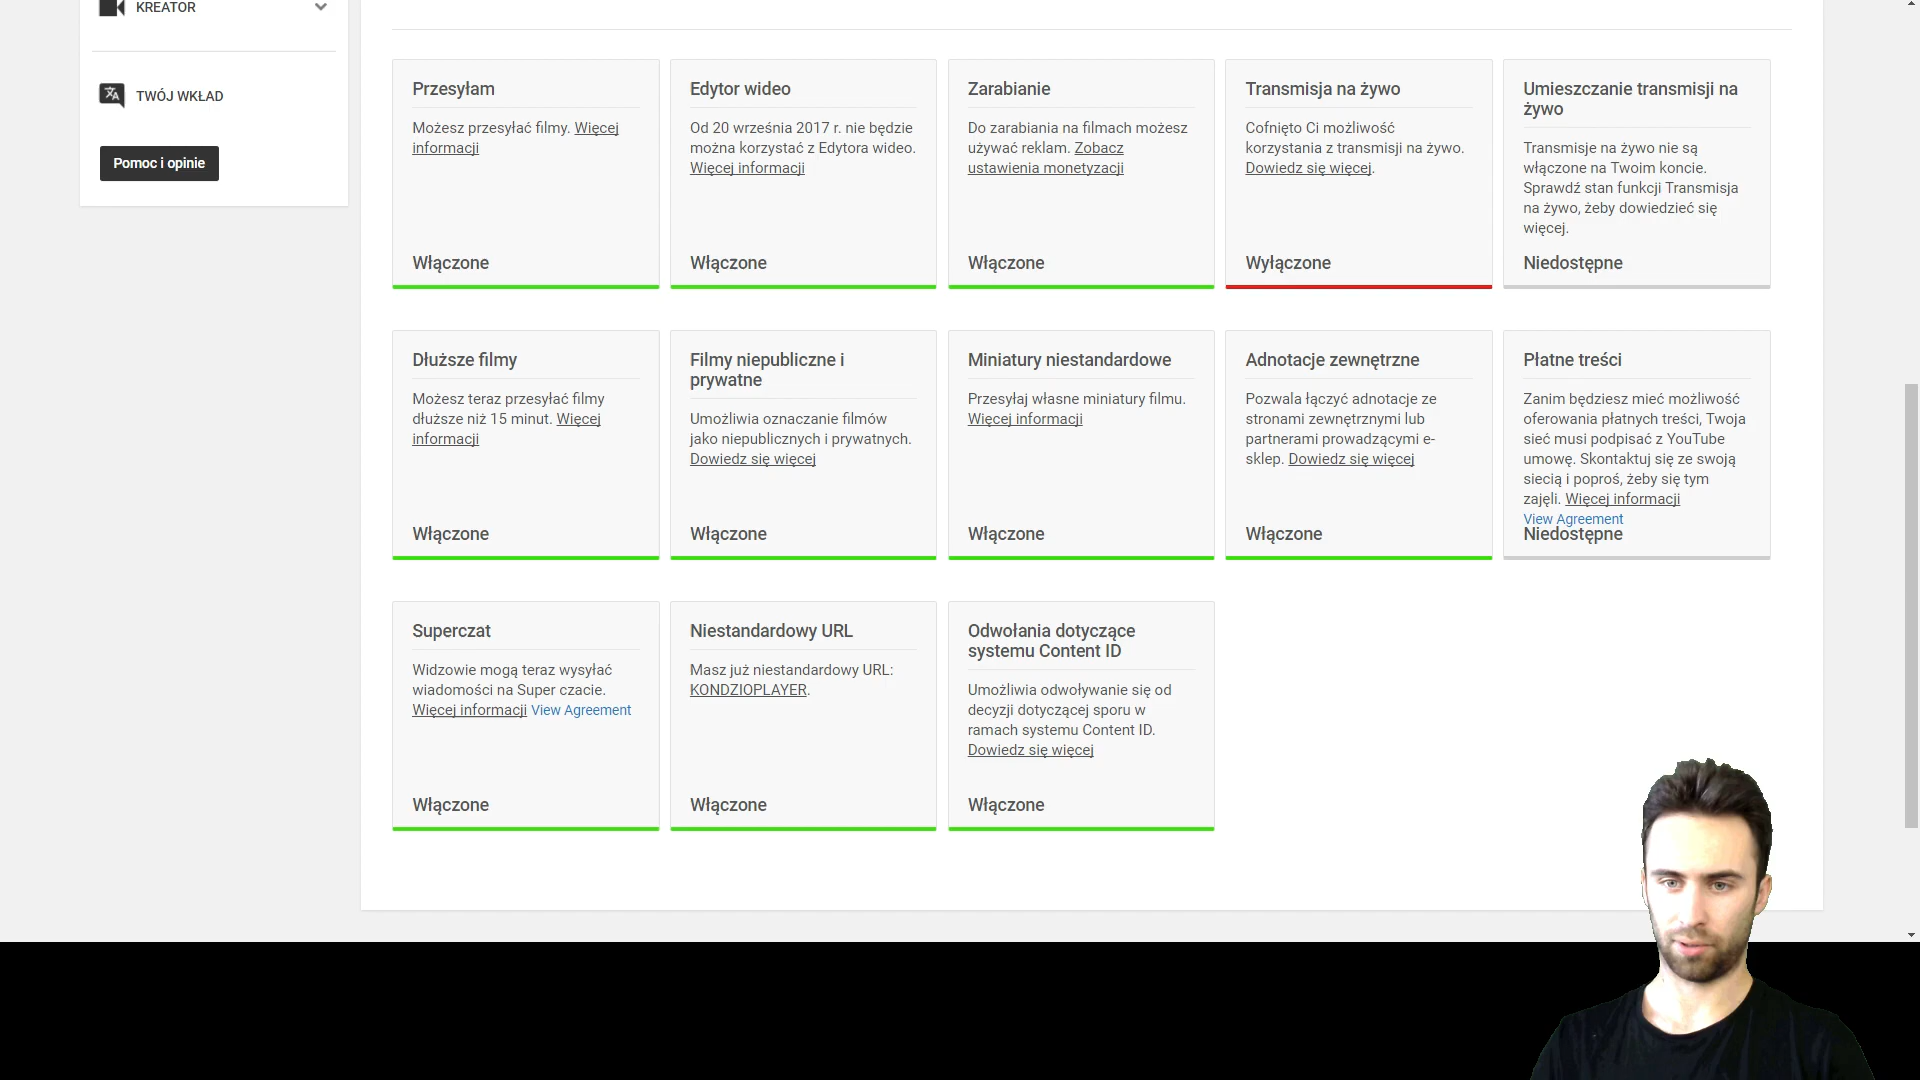 KREATOR
TWÓJ WKŁAD
Pomoc i opinie
Przesyłam
Możesz przesyłać filmy. Więcej
informacji
Włączone
Edytor wideo
Od 20 września 2017 r. nie będzie
można korzystać z Edytora wideo.
Więcej informacji
Włączone
Zarabianie
Do zarabiania na filmach możesz
używać reklam. Zobacz
ustawienia monetyzacji
Włączone
Transmisja na żywo
Cofnięto Ci możliwość
korzystania z transmisji na żywo.
Dowiedz się więcej.
Wyłączone
Umieszczanie transmisji na
żywo
Transmisje na żywo nie są
włączone na Twoim koncie.
Sprawdź stan funkcji Transmisja
na żywo, żeby dowiedzieć się
więcej.
Niedostępne
Dłuższe filmy
Możesz teraz przesyłać filmy
dłuższe niż 15 minut. Więcej
informacji
Włączone
Filmy niepubliczne i
prywatne
Umożliwia oznaczanie filmów
jako niepublicznych i prywatnych.
Dowiedz się więcej
Włączone
Miniatury niestandardowe
Przesyłaj własne miniatury filmu.
Więcej informacji
Włączone
Adnotacje zewnętrzne
Pozwala łączyć adnotacje ze
stronami zewnętrznymi lub
partnerami prowadzącymi e-
sklep. Dowiedz się więcej
Włączone
Płatne treści
Zanim będziesz mieć możliwość
oferowania płatnych treści, Twoja
sieć musi podpisać z YouTube
umowę. Skontaktuj się ze swoją
siecią i poproś, żeby się tym
zajęli. Więcej informacji
View Agreement
Niedostępne
Superczat
Widzowie mogą teraz wysyłać
wiadomości na Super czacie.
Więcej informacji View Agreement
Włączone
Niestandardowy URL
Masz już niestandardowy URL:
KONDZIOPLAYER.
Włączone
Odwołania dotyczące
systemu Content ID
Umożliwia odwoływanie się od
decyzji dotyczącej sporu w
ramach systemu Content ID.
Dowiedz się więcej
Włączone